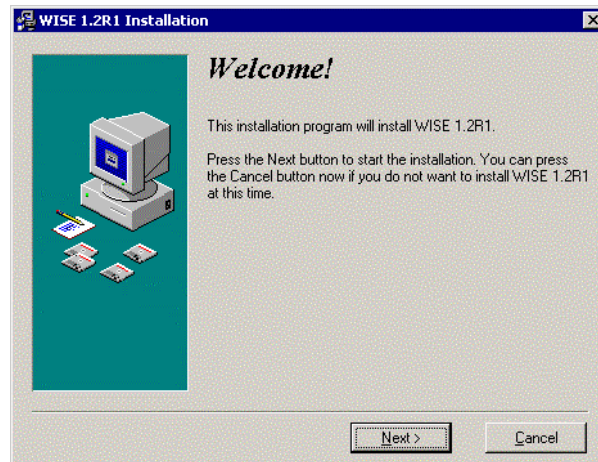 WISE 1.2R1 Installation
Welcome!
This installation program will install WISE 1.2R1.
Press the Next button to start the installation. You can press
the Cancel button now if you do not want to install WISE 1.2R1
at this time.
Next >
Cancel